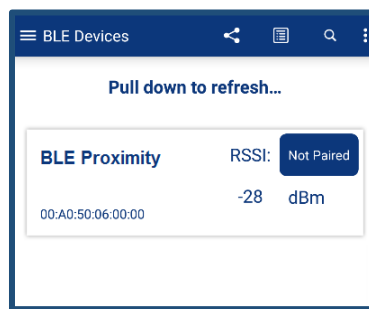 BLE Devices
Pull down to refresh...
BLE Proximity
RSSI:
Not Paired
-28 dBm
00:A0:50:06:00:00